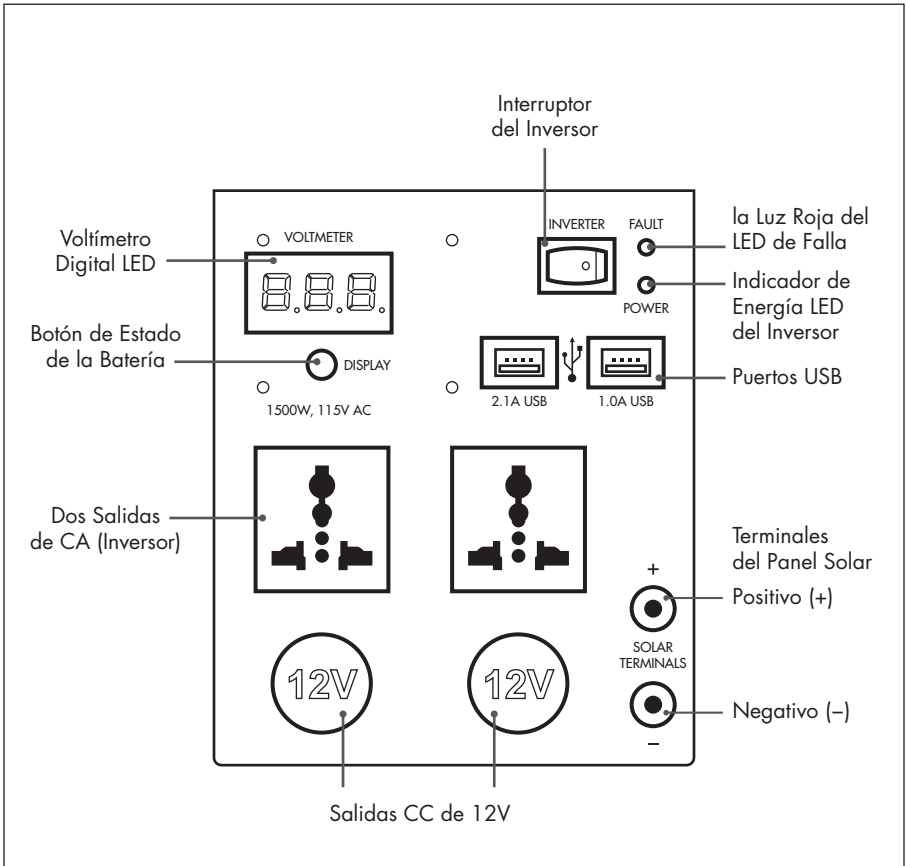 Interruptor
del Inversor
Voltímetro
Digital LED
VOLTMETER
INVERTER
FAULT
la Luz Roja del
LED de Falla
8.8.8.
POWER
Indicador de
Energía LED
del Inversor
Botón de Estado
de la Batería
DISPLAY
2.1A USB
1.0A USB
Puertos USB
1500W, 115V AC
Dos Salidas
de CA (Inversor)
Terminales
del Panel Solar
+
Positivo (+)
SOLAR
TERMINALS
12V
12V
Negativo (–)
–
Salidas CC de 12V